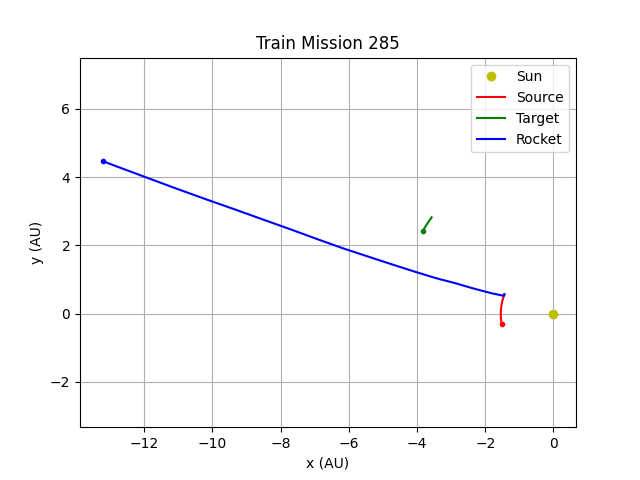 Train Mission 285
Sun
Source
Target
Rocket
6
4
2
0
−2
y (AU)
−12
−10
−8
−6
−4
−2
0
x (AU)